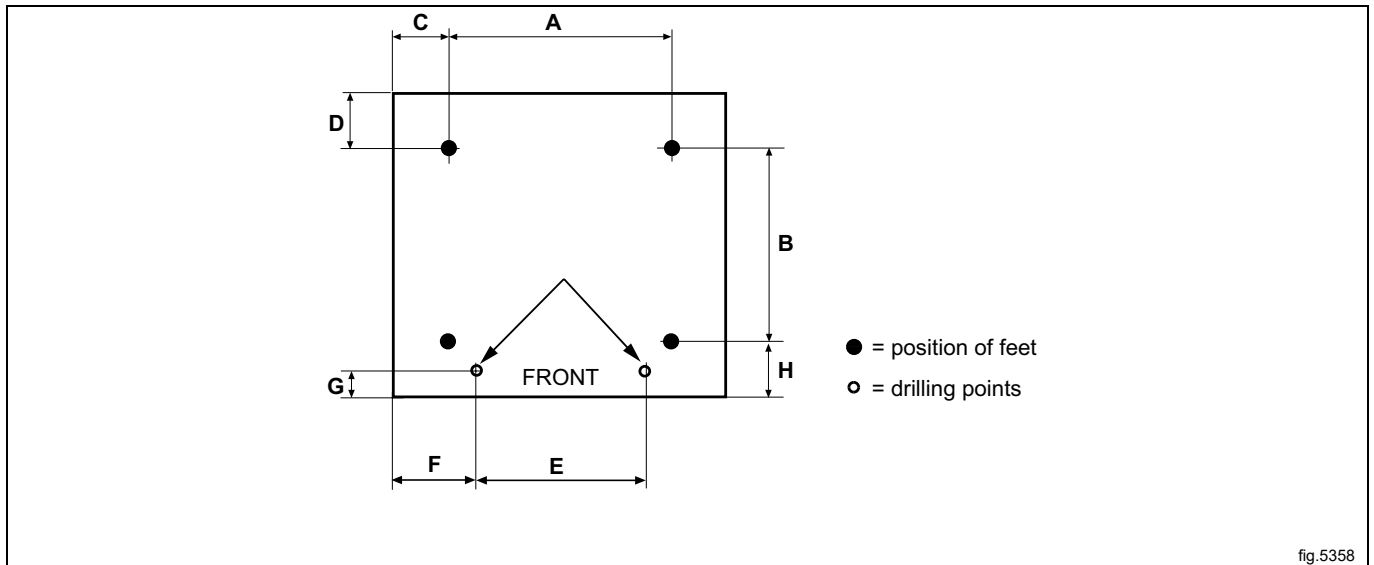 C
A
D
B
= position of feet
H
G
FRONT
= drilling points
F
E
fig.5358